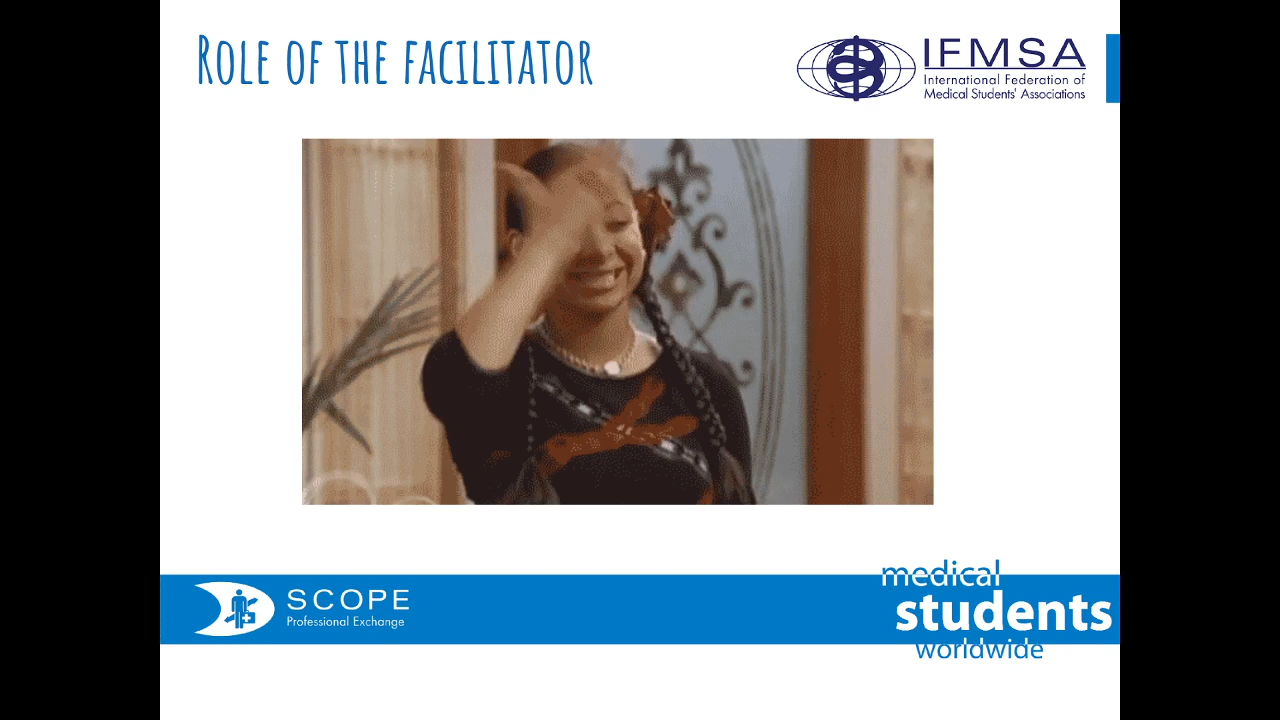 ROLE OF THE FACILITATOR
IFMSA
International Federation of
Medical Students' Associations
SCOPE
Professional Exchange
medical
students
worldwide